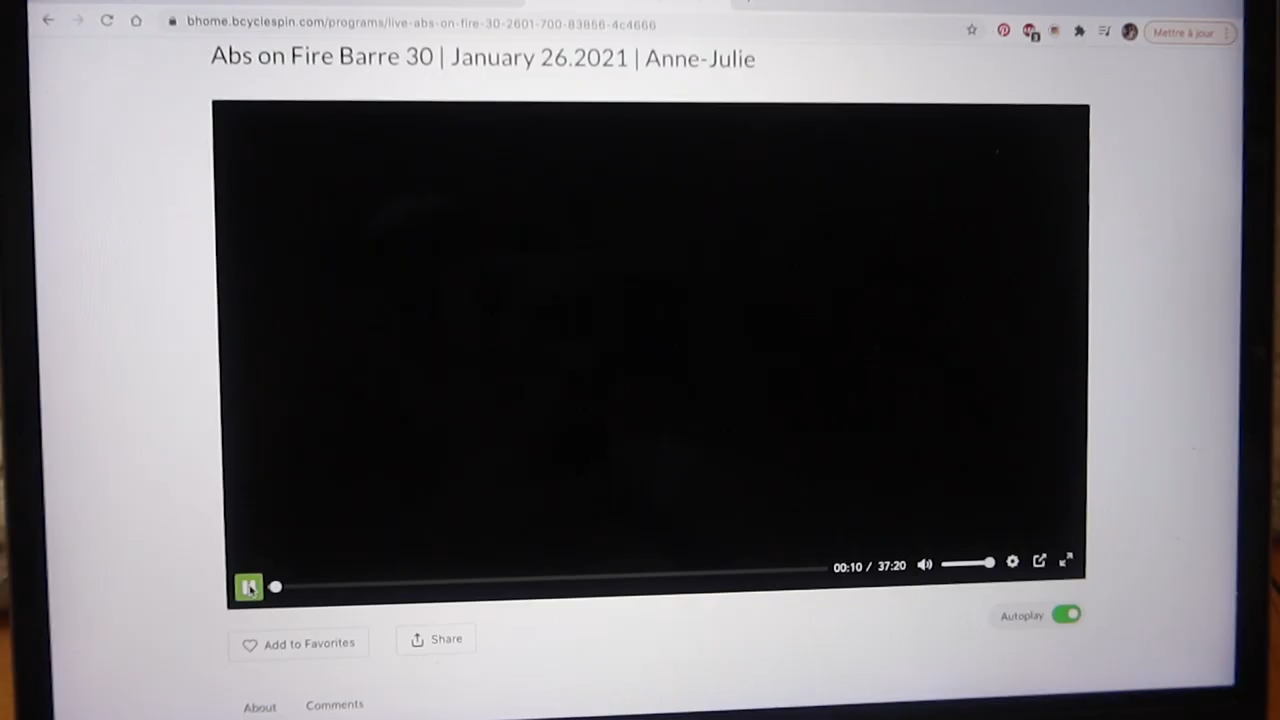 bhome.bcyclespin.com/programs/live-abs-on-fire-30-2601-700-83856-4c4666
Mettre à jour
Abs on Fire Barre 30 | January 26.2021 | Anne-Julie
00:10 / 37:20
Autoplay
Add to Favorites
Share
About
Comments